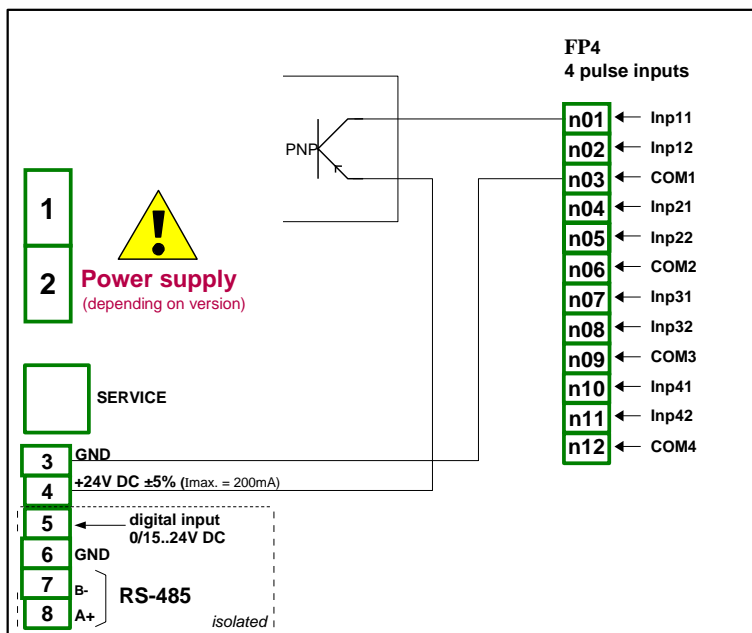 FP4
4 pulse inputs
PNP
n01 Inp11
n02 Inp12
n03 COM1
n04 Inp21
n05 Inp22
n06 COM2
n07 Inp31
n08 Inp32
n09 COM3
n10 Inp41
n11 Inp42
n12 COM4
1
2
!
Power supply
(depending on version)
SERVICE
3 GND
4 +24V DC ±5% (Imax. = 200mA)
5 digital input
0/15..24V DC
6 GND
7 B-
RS-485
8 A+
isolated